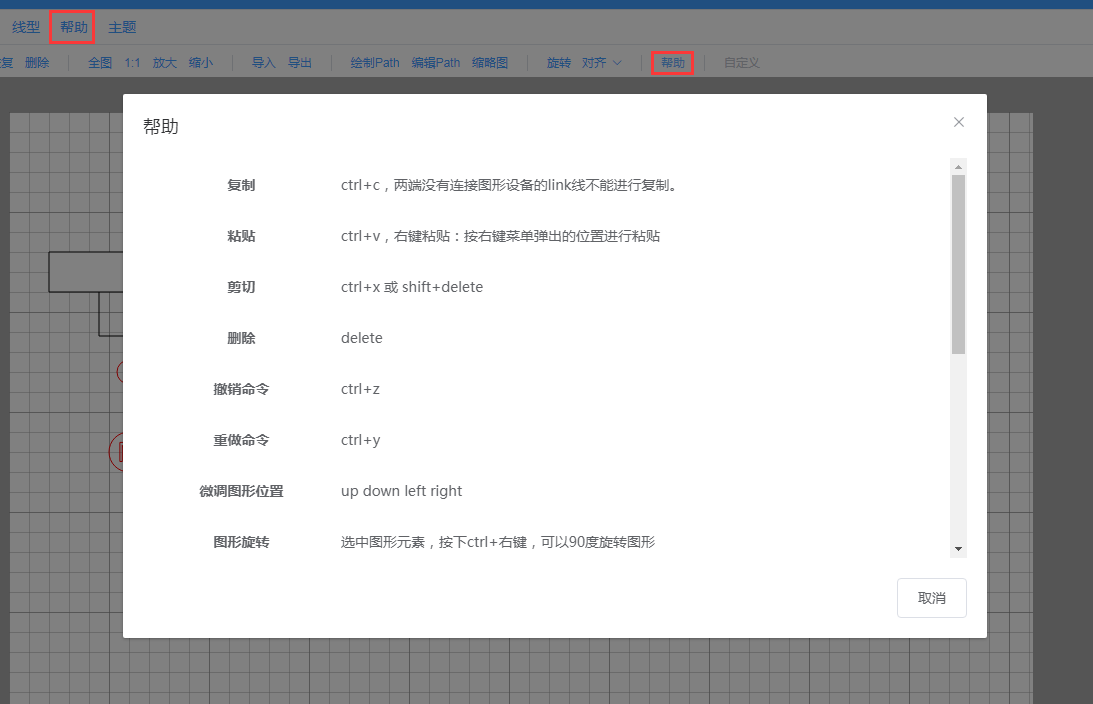 线型 帮助 主题
复 删除 全图 1:1 放大 缩小 导入 导出 绘制Path 编辑Path 缩略图 旋转 对齐 帮助 自定义
帮助
复制 ctrl+c，两端没有连接图形设备的link线不能进行复制。
粘贴 ctrl+v，右键粘贴：按右键菜单弹出的位置进行粘贴
剪切 ctrl+x 或 shift+delete
删除 delete
撤销命令 ctrl+z
重做命令 ctrl+y
微调图形位置 up down left right
图形旋转 选中图形元素，按下ctrl+右键，可以90度旋转图形
取消